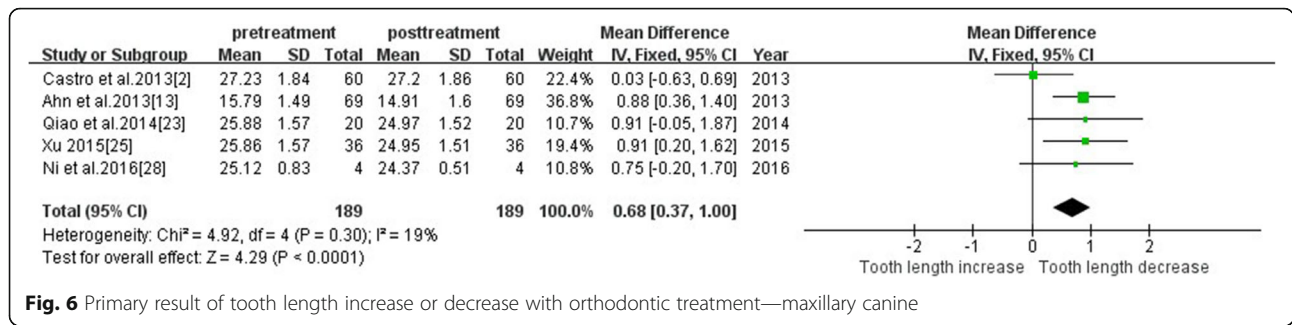 pretreatment posttreatment Mean Difference Mean Difference
Study or Subgroup Mean SD Total Mean SD Total Weight IV, Fixed, 95% CI Year IV, Fixed, 95% CI
Castro et al.2013[2] 27.23 1.84 60 27.2 1.86 60 22.4% 0.03 [-0.63, 0.69] 2013
Ahn et al.2013[13] 15.79 1.49 69 14.91 1.6 69 36.8% 0.88 [0.36, 1.40] 2013
Qiao et al.2014[23] 25.88 1.57 20 24.97 1.52 20 10.7% 0.91 [-0.05, 1.87] 2014
Xu 2015[25] 25.86 1.57 36 24.95 1.51 36 19.4% 0.91 [0.20, 1.62] 2015
Ni et al.2016[28] 25.12 0.83 4 24.37 0.51 4 10.8% 0.75 [-0.20, 1.70] 2016
Total (95% CI) 189 189 100.0% 0.68 [0.37, 1.00]
Heterogeneity: Chi² = 4.92, df = 4 (P = 0.30); I² = 19%
Test for overall effect: Z = 4.29 (P < 0.0001)
-2 -1 0 1 2
Tooth length increase Tooth length decrease
Fig. 6 Primary result of tooth length increase or decrease with orthodontic treatment—maxillary canine